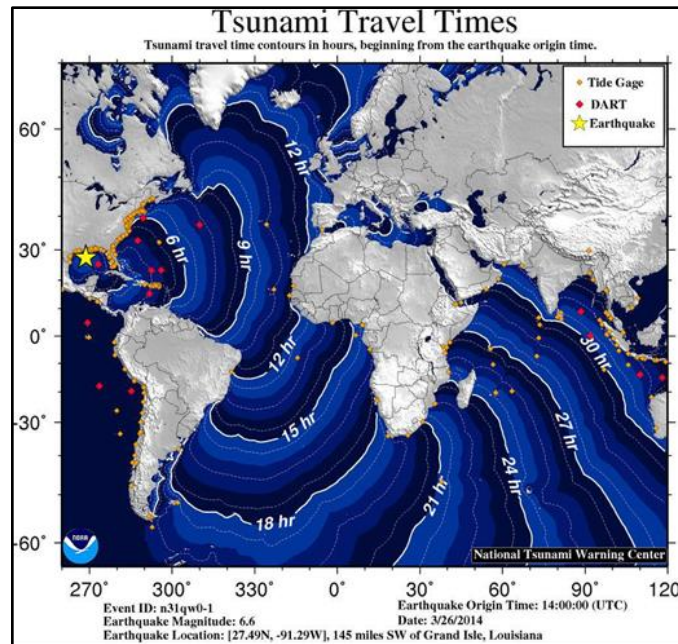 Tsunami Travel Times
Tsunami travel time contours in hours, beginning from the earthquake origin time.
Tide Gage
DART
Earthquake
60°
30°
0°
-30°
-60°
12 hr
9 hr
6 hr
12 hr
15 hr
18 hr
21 hr
24 hr
27 hr
30 hr
NOAA
National Tsunami Warning Center
270° 300° 330° 0° 30° 60° 90° 120°
Event ID: n31qw0-1
Earthquake Origin Time: 14:00:00 (UTC)
Earthquake Magnitude: 6.6
Date: 3/26/2014
Earthquake Location: [27.49N, -91.29W], 145 miles SW of Grand Isle, Louisiana